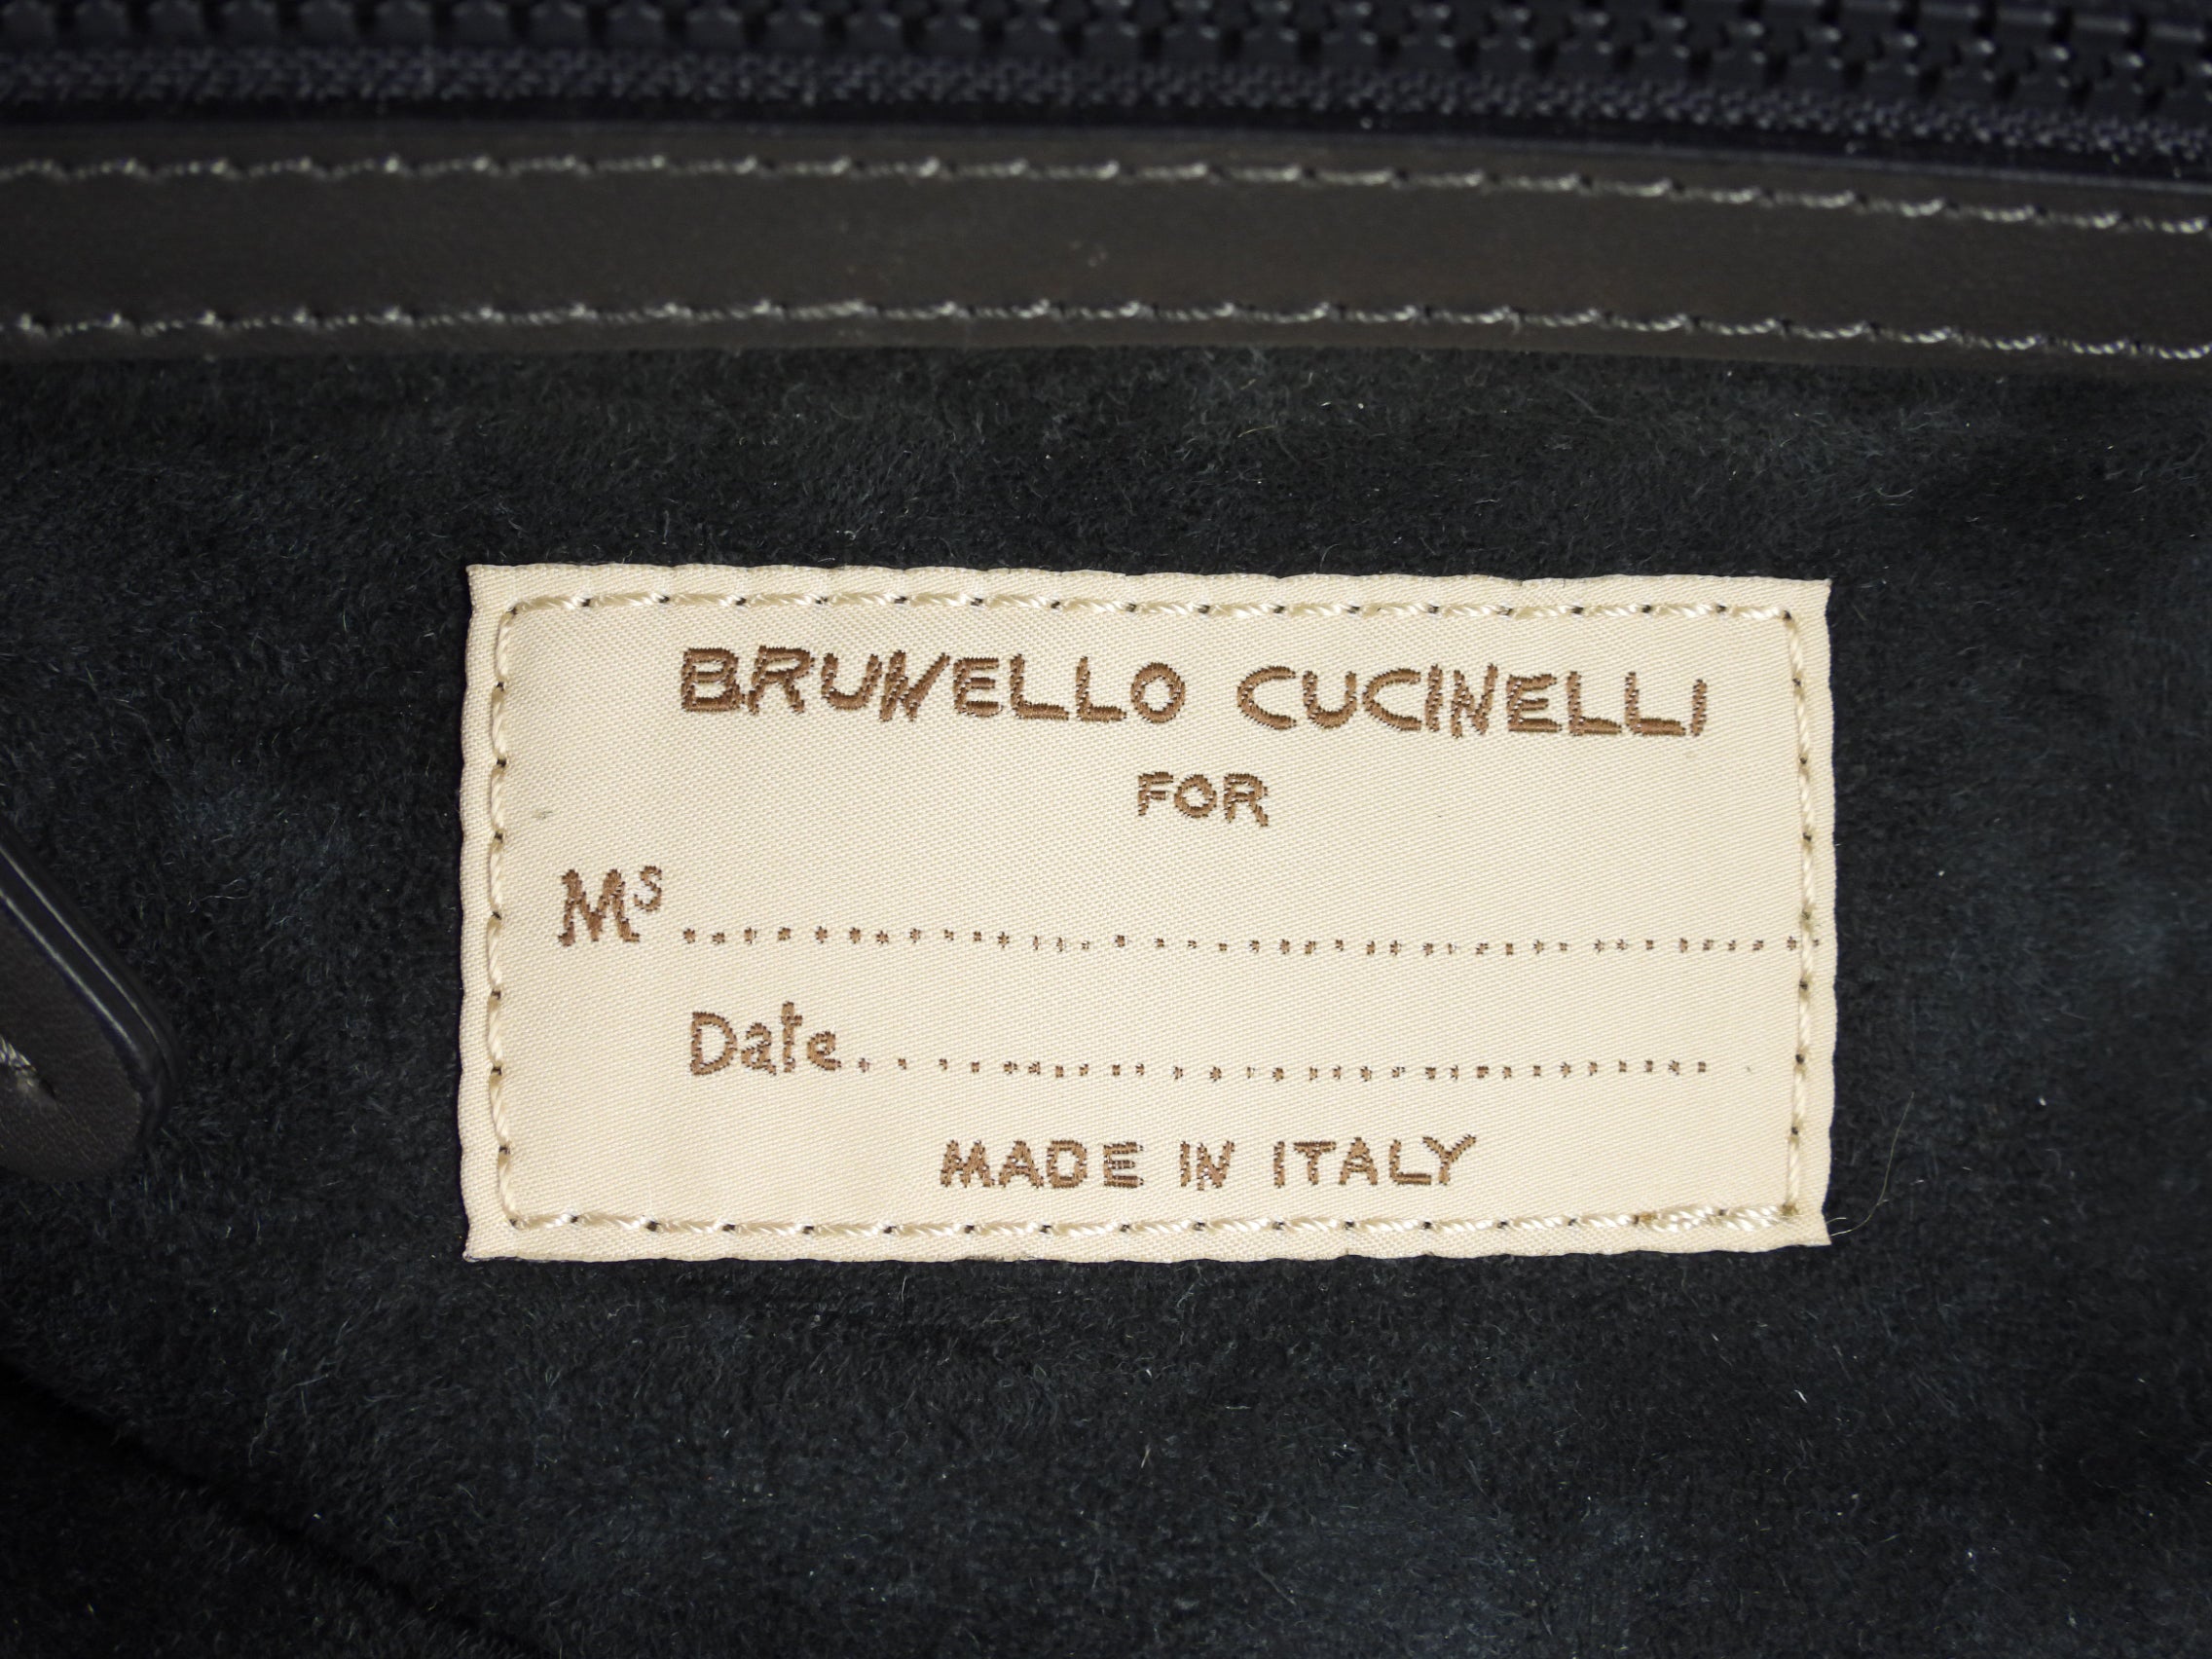 BRUNELLO CUCINELLI
FOR
Ms..............................
Date..............................
MADE IN ITALY